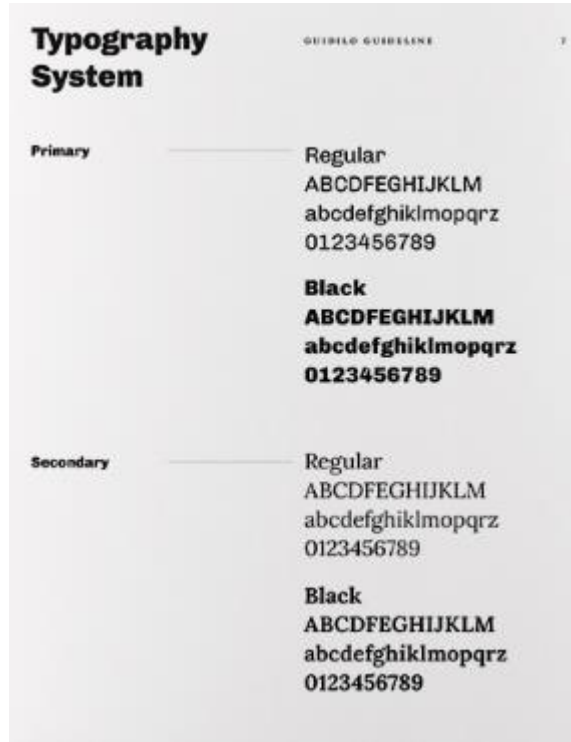 Typography
System
GUIDILO GUIDELINE
Primary
Regular
ABCDFEGHIJKLM
abcdefghiklmopqrz
0123456789
Black
ABCDFEGHIJKLM
abcdefghiklmopqrz
0123456789
Secondary
Regular
ABCDFEGHIJKLM
abcdefghiklmopqrz
0123456789
Black
ABCDFEGHIJKLM
abcdefghiklmopqrz
0123456789